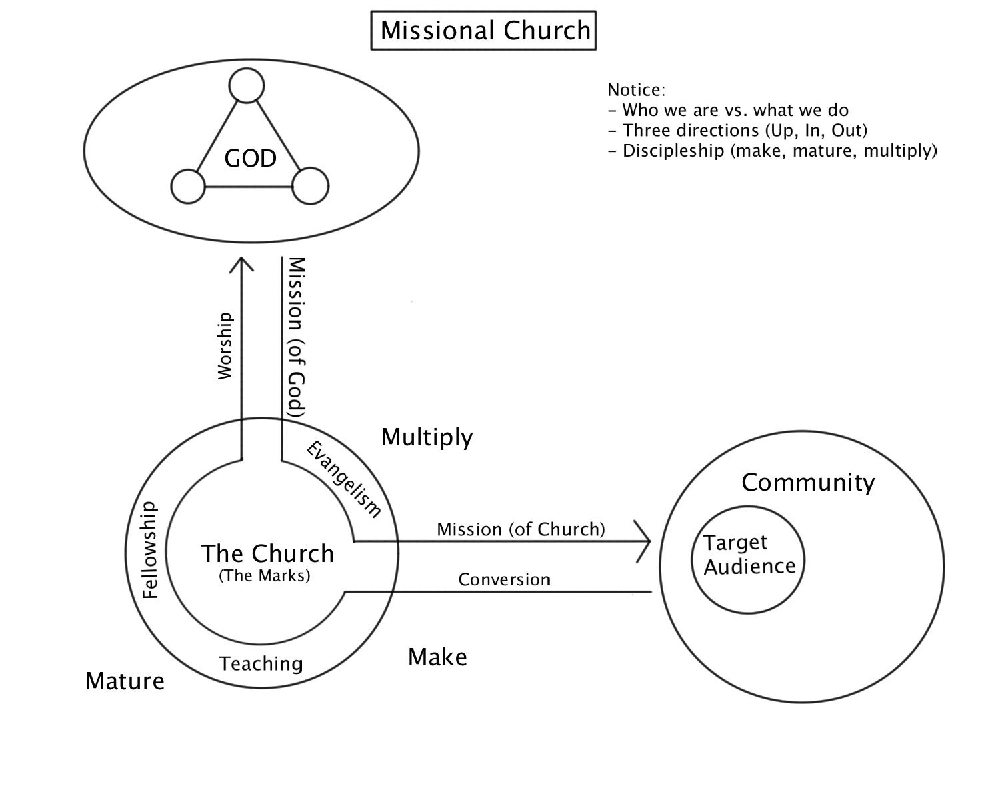 Missional Church
Notice:
- Who we are vs. what we do
- Three directions (Up, In, Out)
- Discipleship (make, mature, multiply)
GOD
Worship
Mission (of God)
Multiply
Evangelism
Fellowship
The Church
(The Marks)
Teaching
Mature
Make
Mission (of Church)
Conversion
Community
Target
Audience